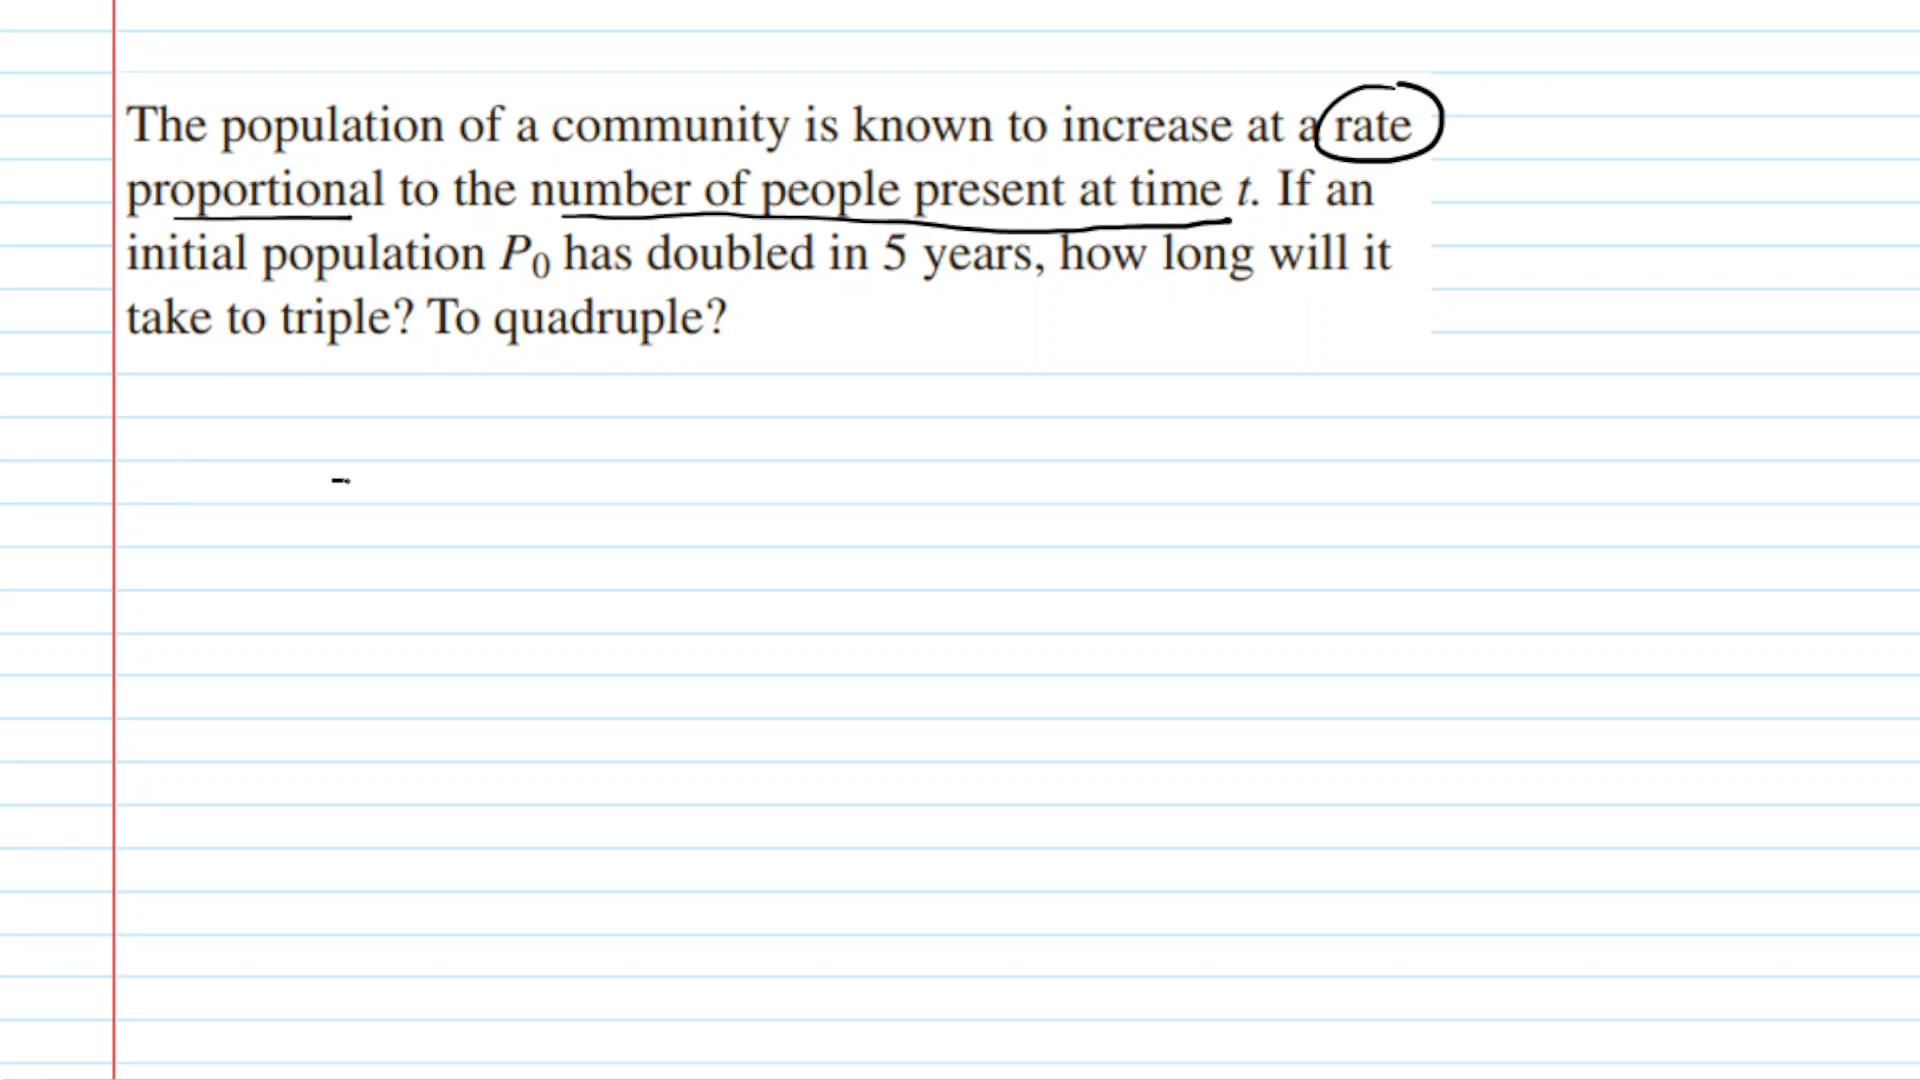 The population of a community is known to increase at a rate
proportional to the number of people present at time t. If an
initial population P₀ has doubled in 5 years, how long will it
take to triple? To quadruple?